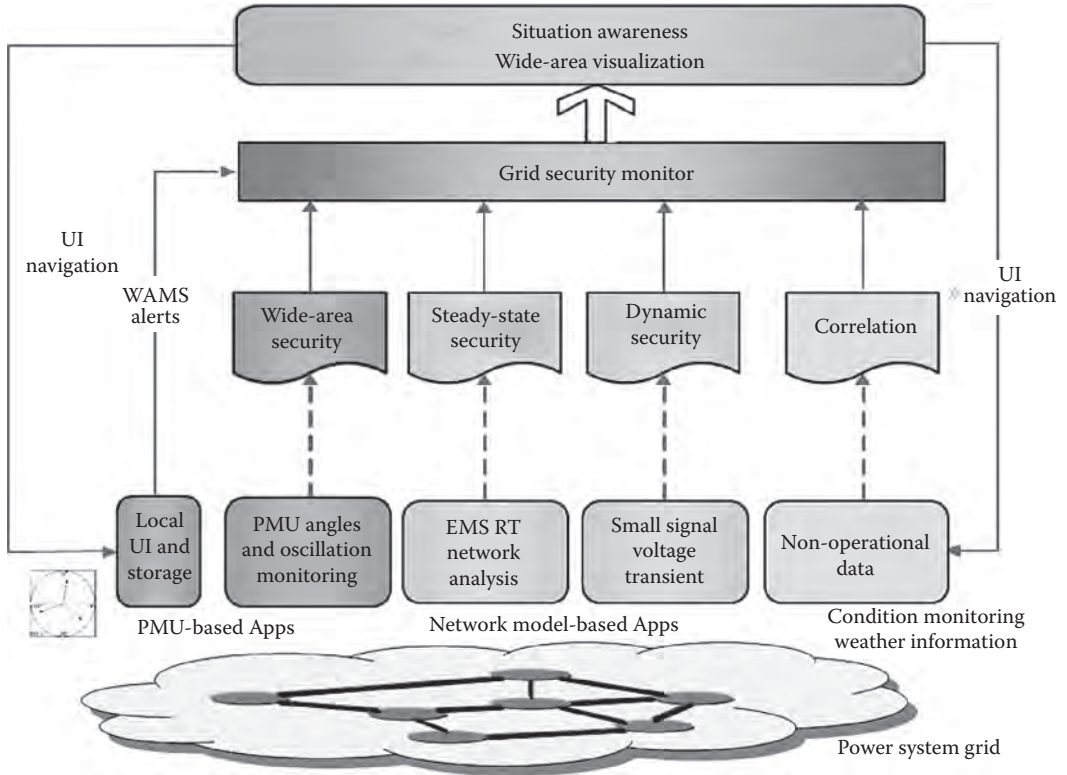 Situation awareness
Wide-area visualization
Grid security monitor
UI
navigation
WAMS
alerts
UI
navigation
Wide-area
security
Steady-state
security
Dynamic
security
Correlation
Local
UI and
storage
PMU angles
and oscillation
monitoring
EMS RT
network
analysis
Small signal
voltage
transient
Non-operational
data
PMU-based Apps
Network model-based Apps
Condition monitoring
weather information
Power system grid